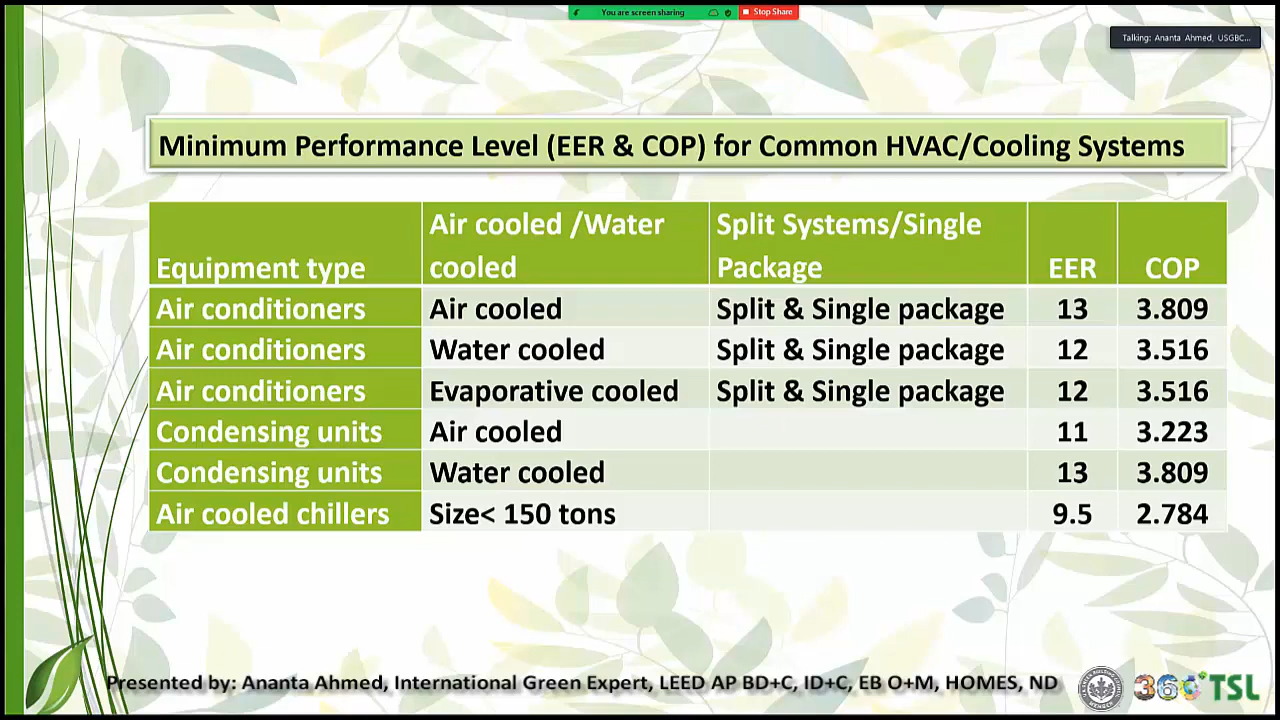 You are screen sharing Stop Share
Talking: Ananta Ahmed, USGBC...
Minimum Performance Level (EER & COP) for Common HVAC/Cooling Systems
Equipment type Air cooled /Water cooled Split Systems/Single Package EER COP
Air conditioners Air cooled Split & Single package 13 3.809
Air conditioners Water cooled Split & Single package 12 3.516
Air conditioners Evaporative cooled Split & Single package 12 3.516
Condensing units Air cooled 11 3.223
Condensing units Water cooled 13 3.809
Air cooled chillers Size< 150 tons 9.5 2.784
Presented by: Ananta Ahmed, International Green Expert, LEED AP BD+C, ID+C, EB O+M, HOMES, ND
360 TSL